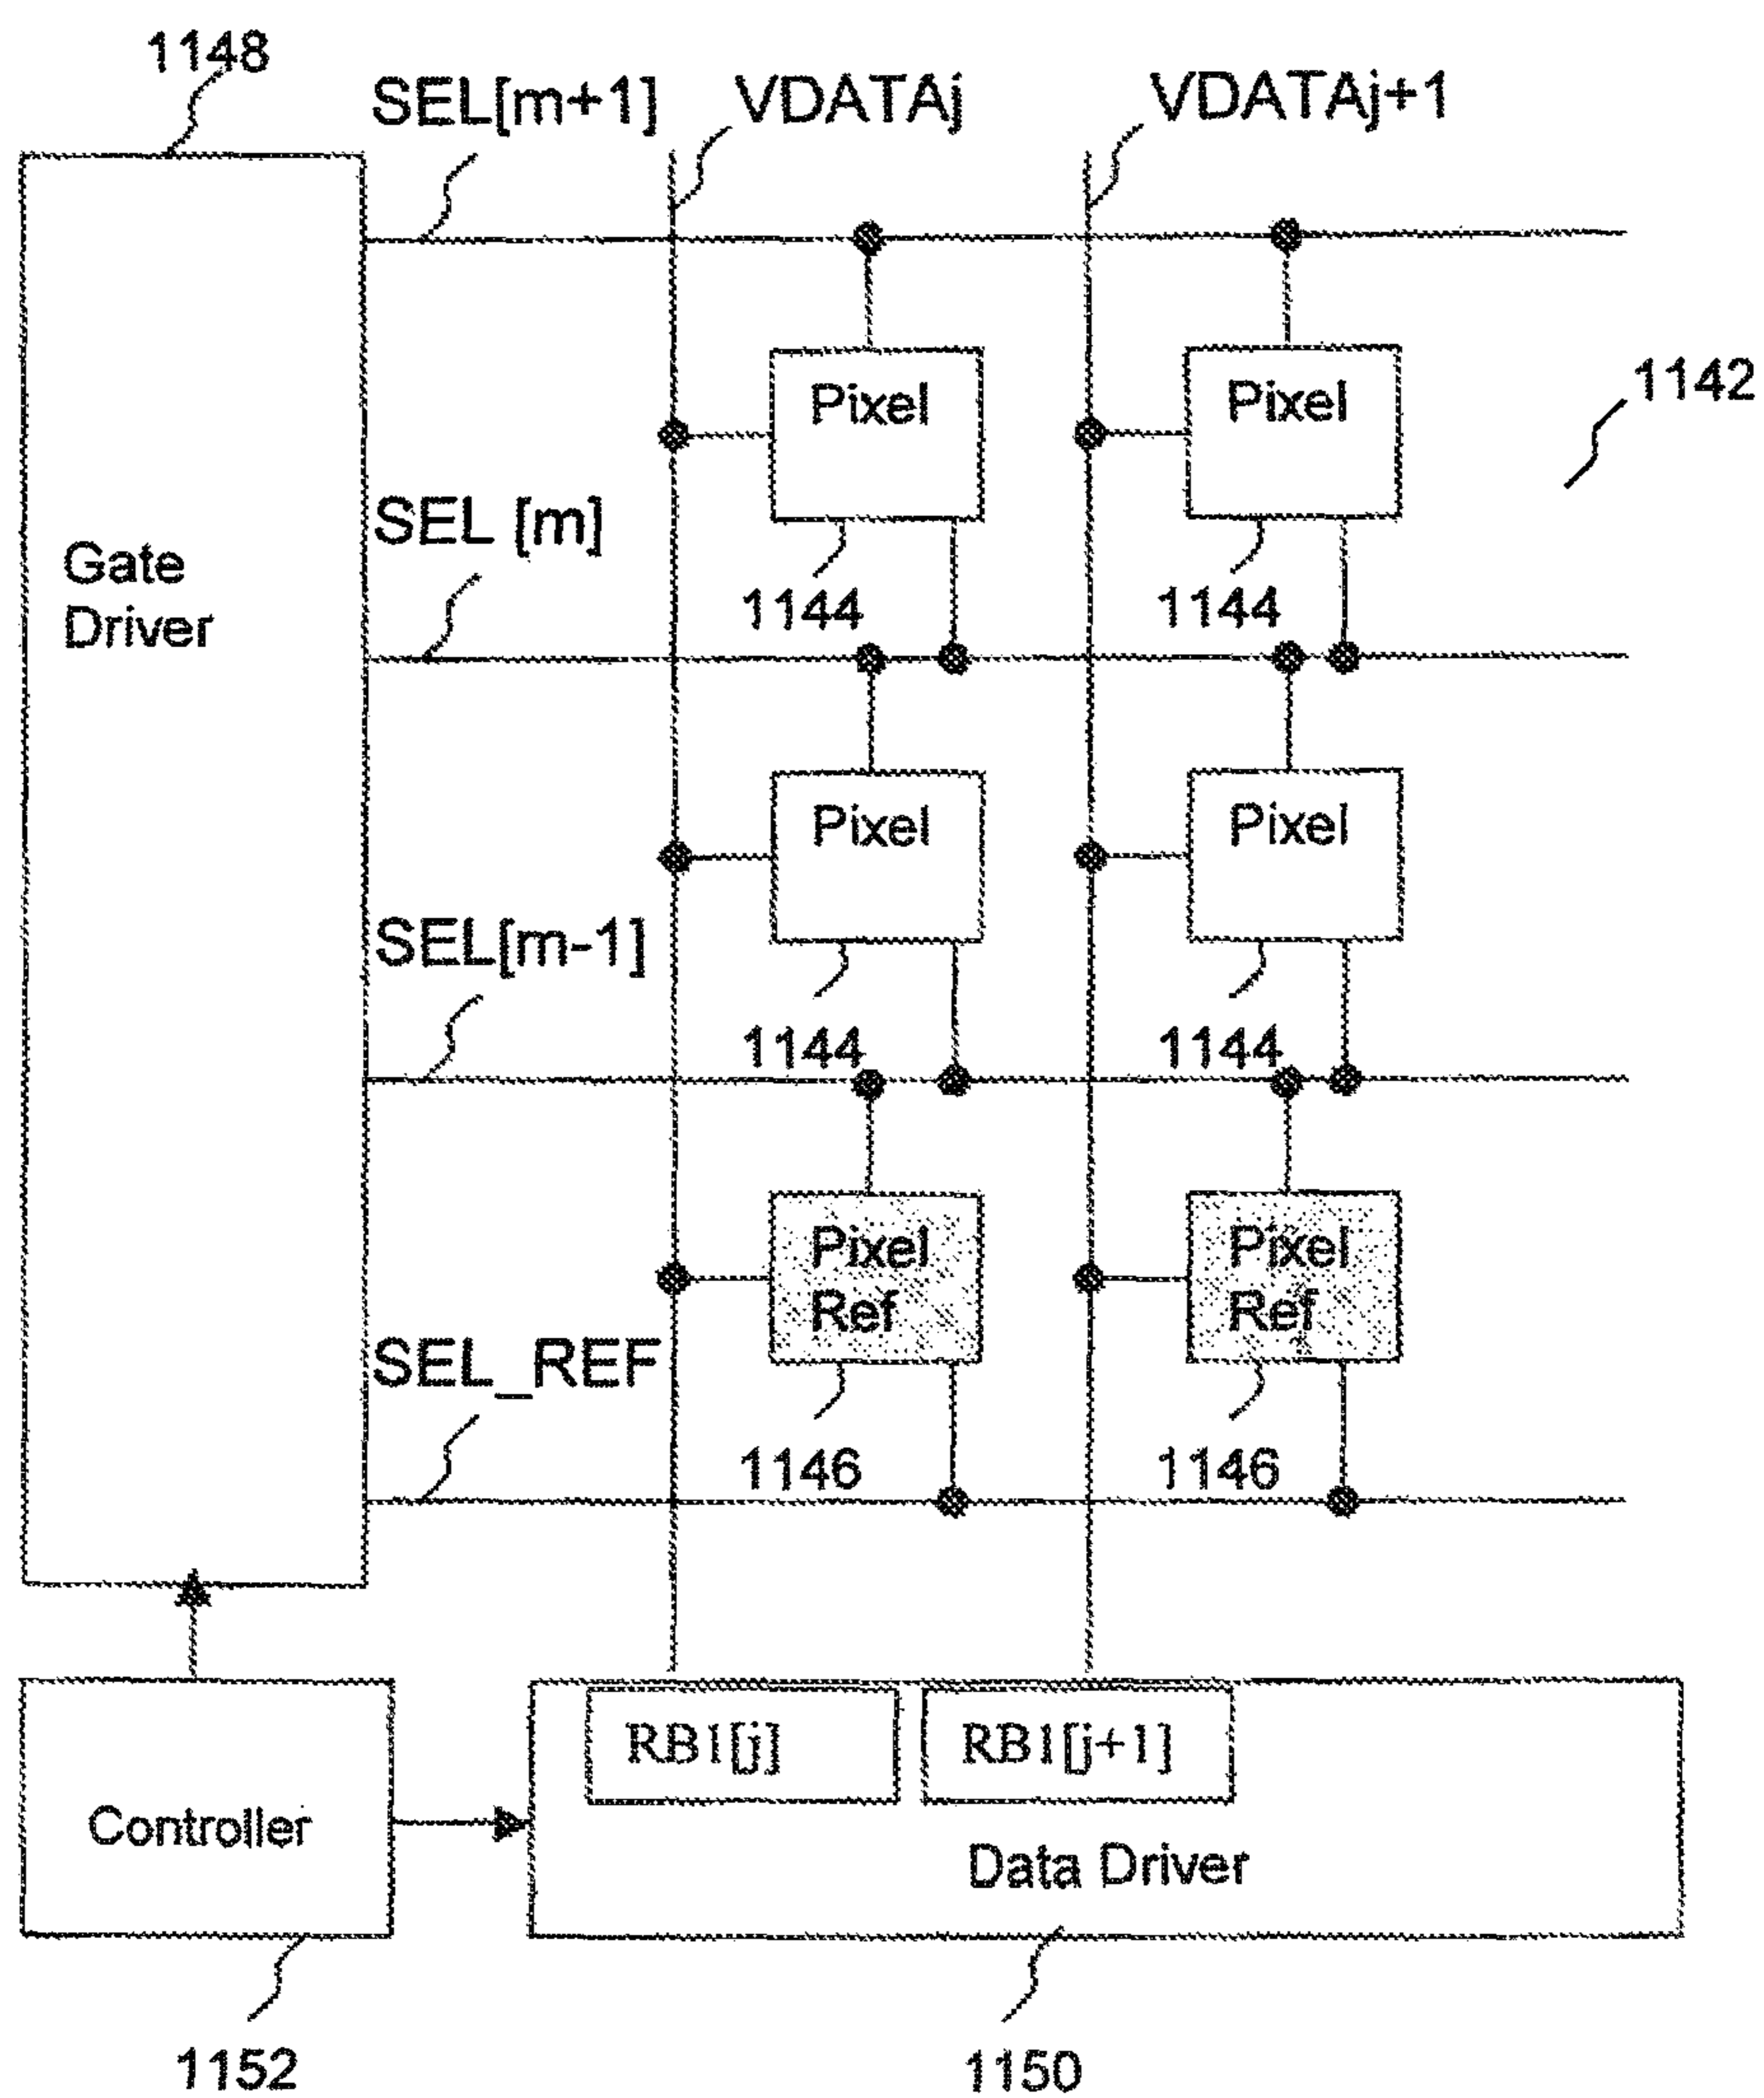 1148
SEL[m+1]
VDATAj
VDATAj+1
Pixel
Pixel
1142
SEL [m]
Gate
Driver
1144
1144
Pixel
Pixel
SEL[m-1]
1144
1144
Pixel
Ref
Pixel
Ref
SEL_REF
1146
1146
RB1[j]
RB1[j+1]
Controller
Data Driver
1152
1150